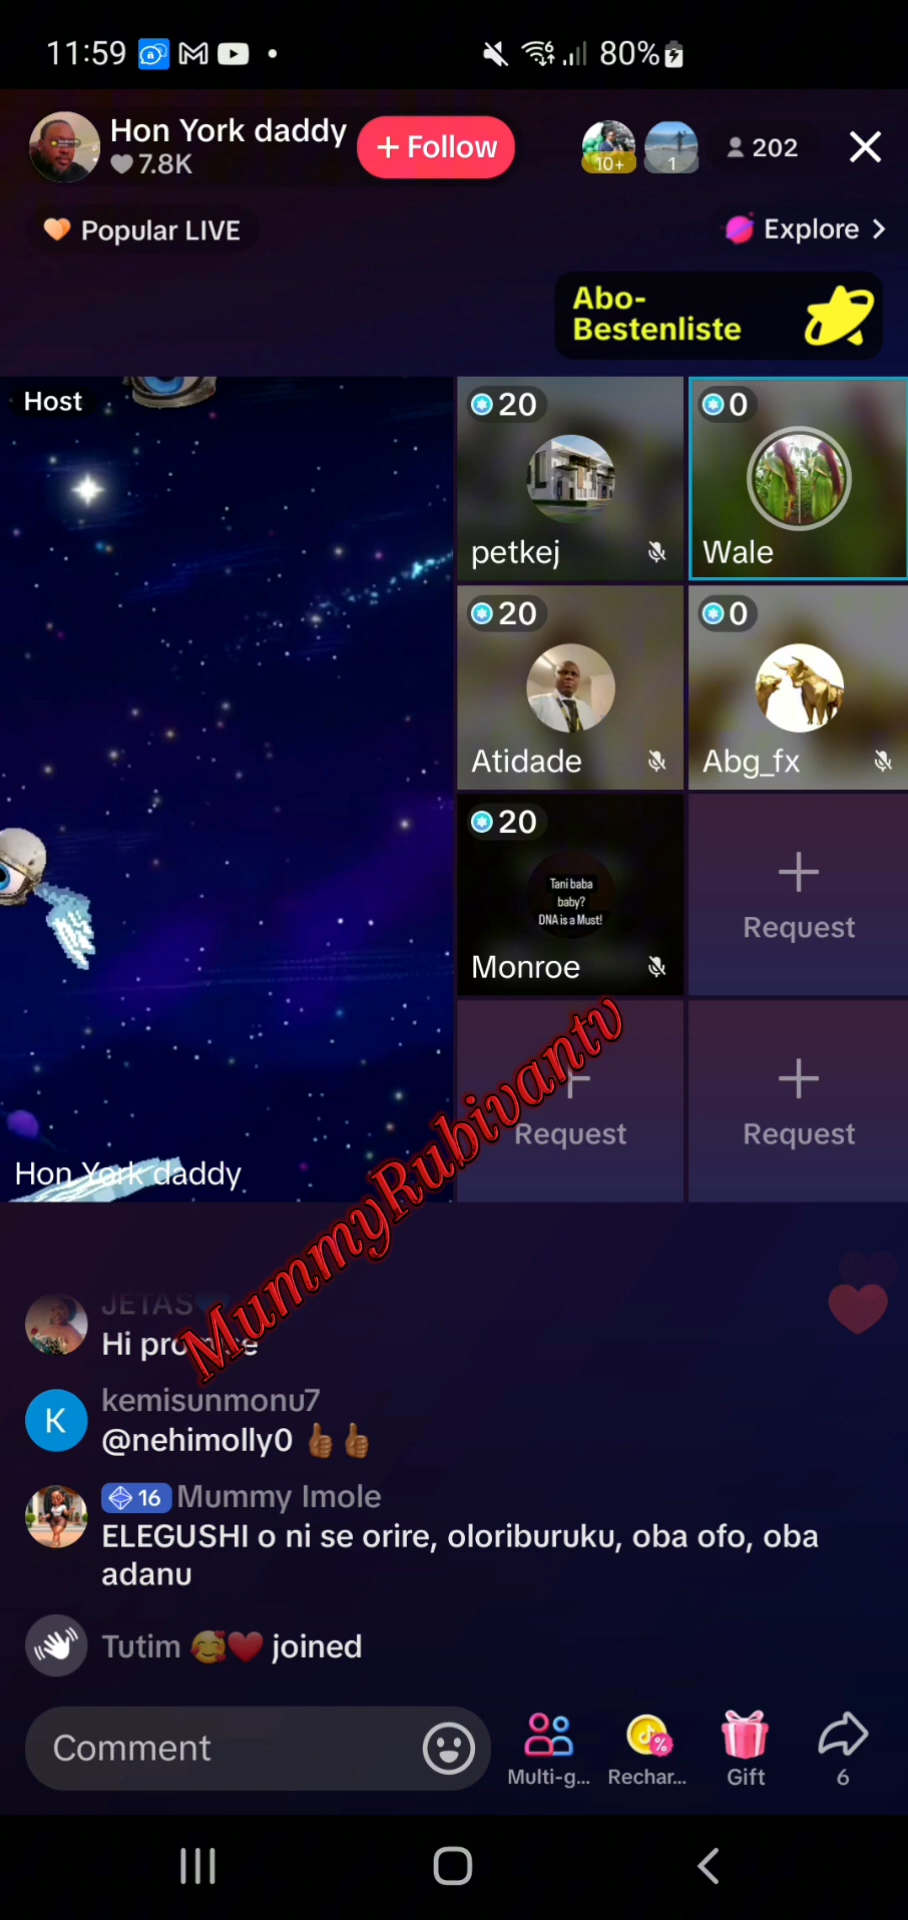 11:59
80%
Hon York daddy
7.8K
+ Follow
10+
1
202
Popular LIVE
Explore >
Abo-
Bestenliste
Host
20
petkej
0
Wale
20
Atidade
0
Abg_fx
20
Tani baba
baby?
DNA is a Must!
Monroe
Request
Request
Request
Hon York daddy
MummyRubivantv
JETAS
Hi
kemisunmonu7
@nehimolly0 👍🏾👍🏾
16 Mummy Imole
ELEGUSHI o ni se orire, oloriburuku, oba ofo, oba
adanu
Tutim 🥰❤️ joined
Comment
Multi-g...
Rechar...
Gift
6